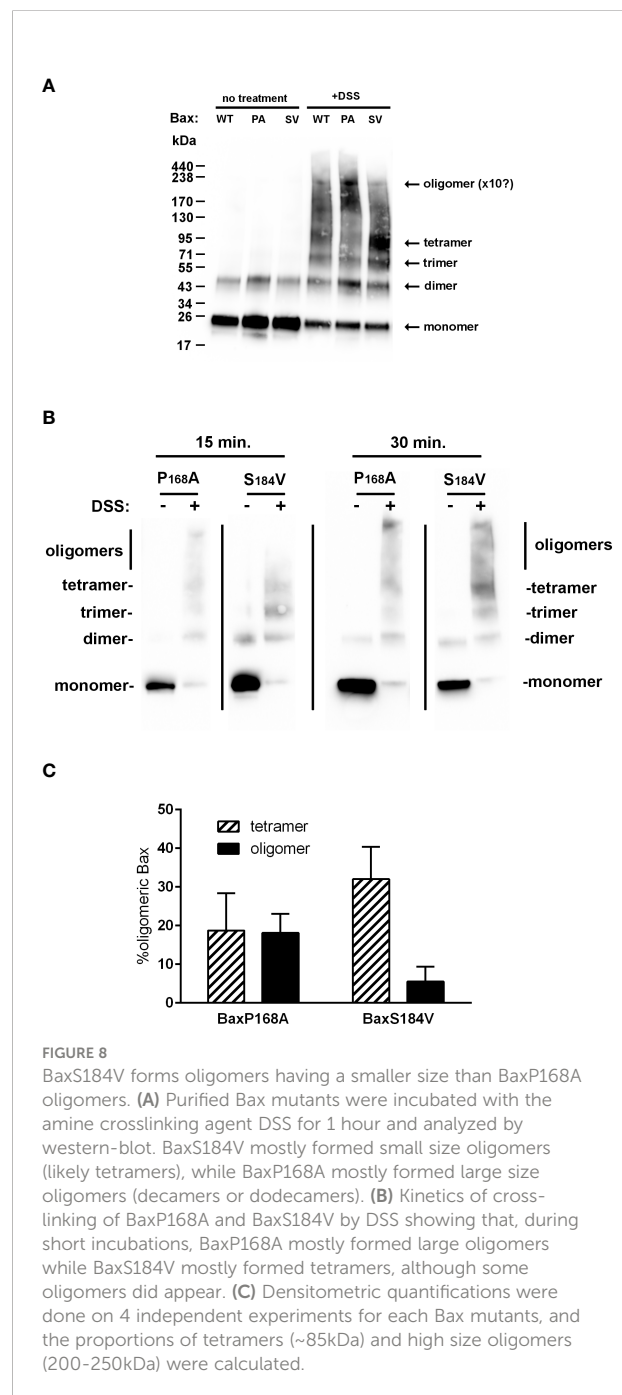 A
no treatment +DSS
Bax: WT PA SV WT PA SV
kDa
440
238
170
130
95
71
55
43
34
26
17
← oligomer (x10?)
← tetramer
← trimer
← dimer
← monomer
B
15 min. 30 min.
P168A S184V P168A S184V
DSS: - + - + - + - +
oligomers oligomers
tetramer- -tetramer
trimer- -trimer
dimer- -dimer
monomer- -monomer
C
%oligomeric Bax
50
40
30
20
10
0
tetramer
oligomer
BaxP168A BaxS184V
FIGURE 8
BaxS184V forms oligomers having a smaller size than BaxP168A
oligomers. (A) Purified Bax mutants were incubated with the
amine crosslinking agent DSS for 1 hour and analyzed by
western-blot. BaxS184V mostly formed small size oligomers
(likely tetramers), while BaxP168A mostly formed large size
oligomers (decamers or dodecamers). (B) Kinetics of cross-
linking of BaxP168A and BaxS184V by DSS showing that, during
short incubations, BaxP168A mostly formed large oligomers
while BaxS184V mostly formed tetramers, although some
oligomers did appear. (C) Densitometric quantifications were
done on 4 independent experiments for each Bax mutants, and
the proportions of tetramers (~85kDa) and high size oligomers
(200-250kDa) were calculated.